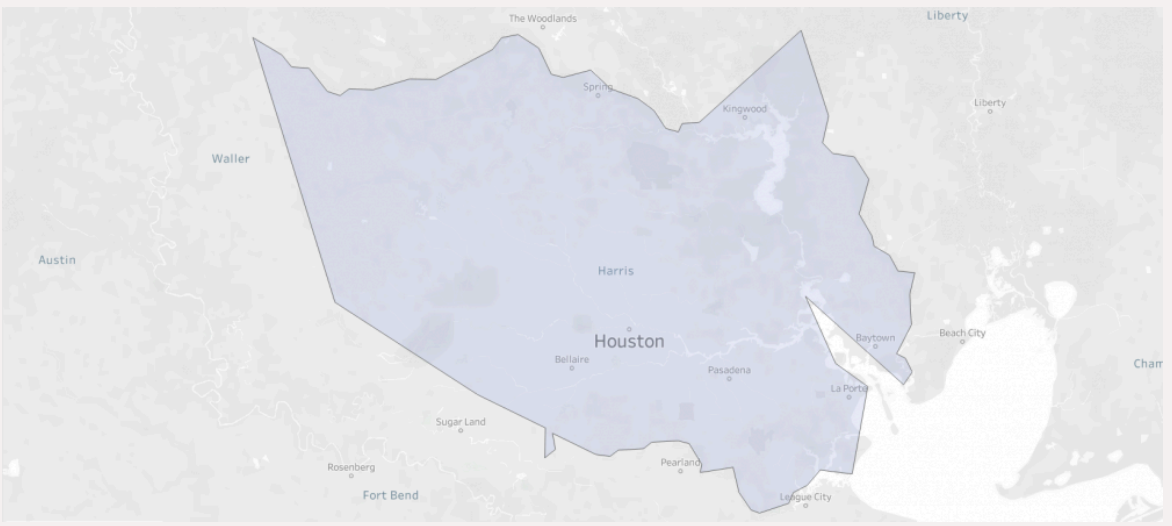 The Woodlands
Liberty
Spring
Kingwood
Liberty
Waller
Austin
Harris
Houston
Baytown
Beach City
Bellaire
Pasadena
La Porte
Cham
Sugar Land
Rosenberg
Pearland
Fort Bend
League City